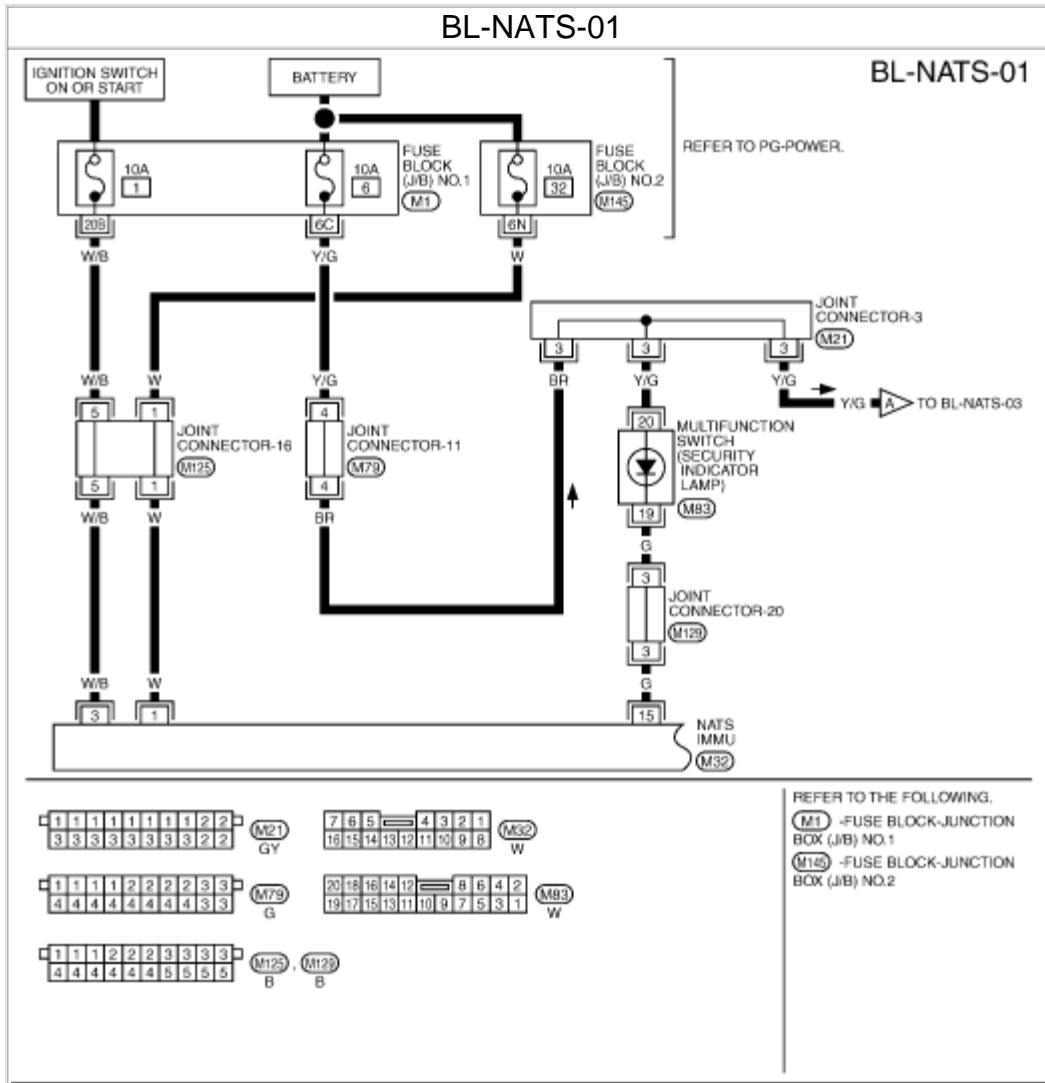 BL-NATS-01
BL-NATS-01
IGNITION SWITCH
ON OR START
BATTERY
REFER TO PG-POWER.
10A
1
10A
6
FUSE
BLOCK
(J/B) NO.1
M1
10A
32
FUSE
BLOCK
(J/B) NO.2
M145
20B
6C
6N
W/B
Y/G
W
JOINT
CONNECTOR-3
M21
3
3
3
BR
Y/G
Y/G
Y/G
A
TO BL-NATS-03
W/B
W
Y/G
5
1
JOINT
CONNECTOR-16
M125
5
1
4
JOINT
CONNECTOR-11
M79
4
20
MULTIFUNCTION
SWITCH
(SECURITY
INDICATOR
LAMP)
M83
19
W/B
W
BR
G
3
JOINT
CONNECTOR-20
M129
3
W/B
W
G
3
1
15
NATS
IMMU
M32
1 1 1 1 1 1 1 1 2 2
3 3 3 3 3 3 3 3 2 2
M21
GY
7 6 5 4 3 2 1
16 15 14 13 12 11 10 9 8
M32
W
1 1 1 1 2 2 2 2 3 3
4 4 4 4 4 4 4 4 3 3
M79
G
20 18 16 14 12 8 6 4 2
19 17 15 13 11 10 9 7 5 3 1
M83
W
1 1 1 2 2 2 3 3 3 3
4 4 4 4 4 4 5 5 5 5
M125 , M129
B B
REFER TO THE FOLLOWING.
M1 -FUSE BLOCK-JUNCTION
BOX (J/B) NO.1
M145 -FUSE BLOCK-JUNCTION
BOX (J/B) NO.2